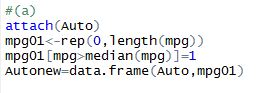 #(a)
attach(Auto)
mpg01<-rep(0,length(mpg))
mpg01[mpg>median(mpg)]=1
Autonew=data.frame(Auto,mpg01)